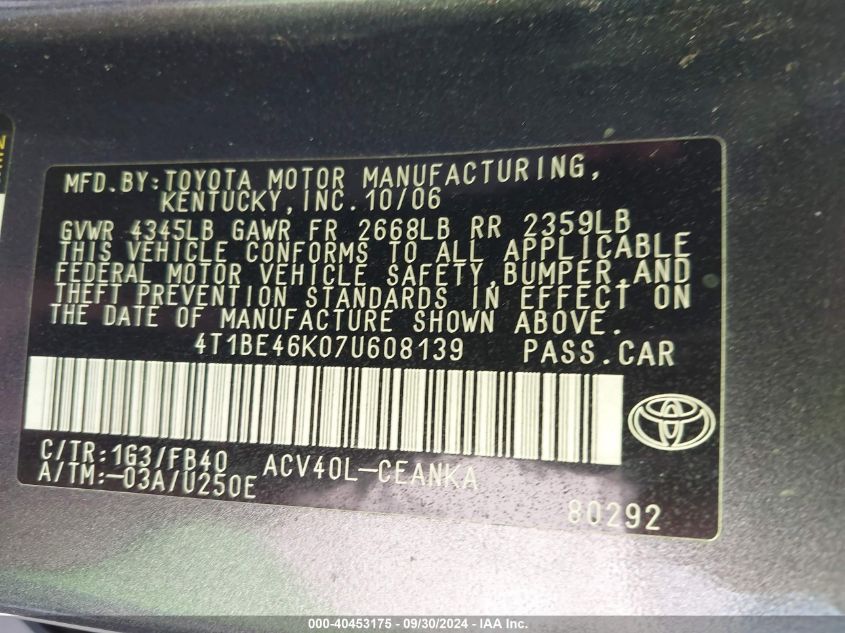 MFD.BY:TOYOTA MOTOR MANUFACTURING,
KENTUCKY,INC.10/06
GVWR 4345LB GAWR FR 2668LB RR 2359LB
THIS VEHICLE CONFORMS TO ALL APPLICABLE
FEDERAL MOTOR VEHICLE SAFETY,BUMPER,AND
THEFT PREVENTION STANDARDS IN EFFECT ON
THE DATE OF MANUFACTURE SHOWN ABOVE.
4T1BE46K07U608139 PASS.CAR
C/TR:1G3/FB40 ACV40L-CEANKA
A/TM:-03A/U250E
80292
000-40453175 - 09/30/2024 - IAA Inc.